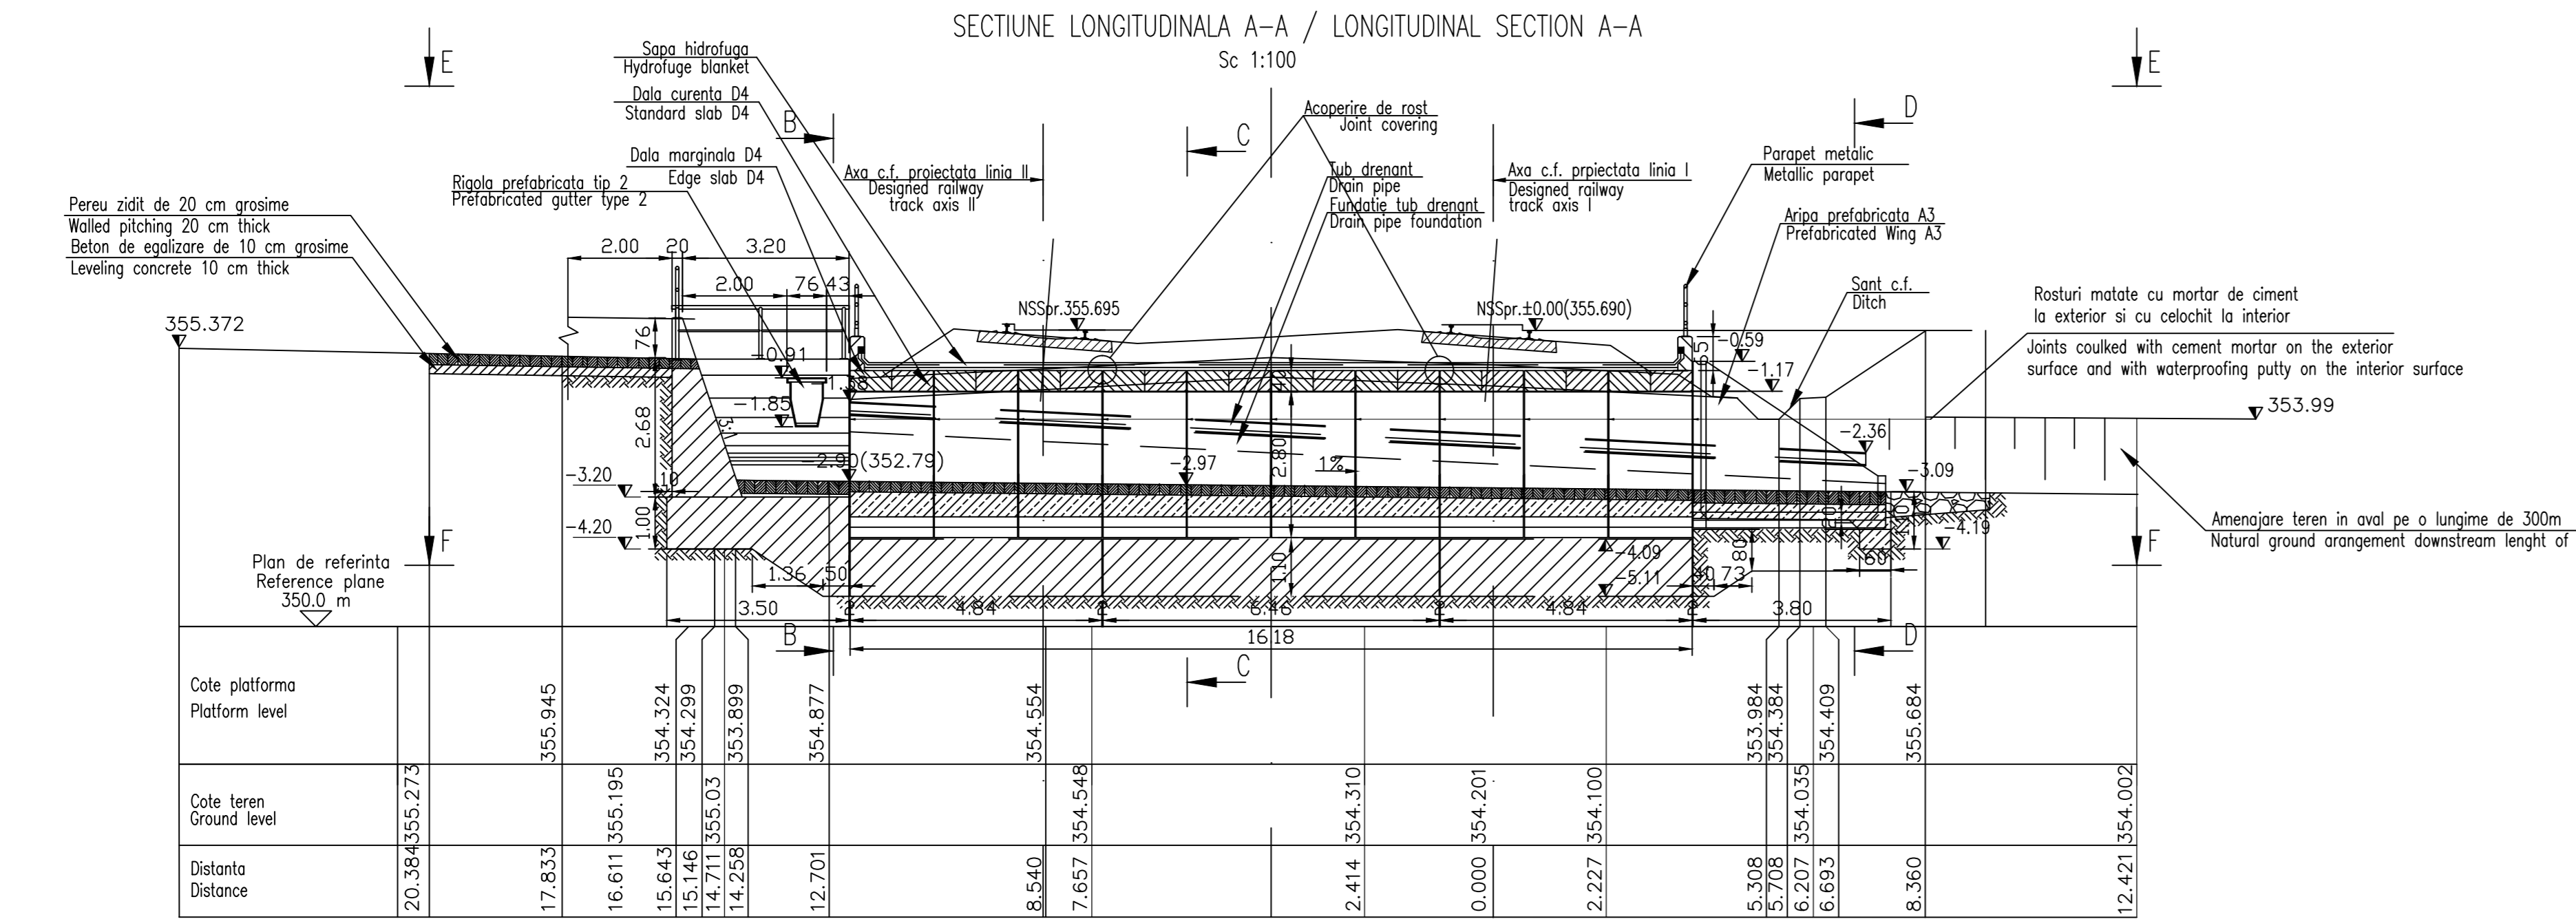 SECTIUNE LONGITUDINALA A-A / LONGITUDINAL SECTION A-A
Sc 1:100
E
E
Sapa hidrofuga
Hydrofuge blanket
Dala curenta D4
Standard slab D4
Dala marginala D4
Edge slab D4
Rigola prefabricata tip 2
Prefabricated gutter type 2
Pereu zidit de 20 cm grosime
Walled pitching 20 cm thick
Beton de egalizare de 10 cm grosime
Leveling concrete 10 cm thick
B
C
D
Axa c.f. proiectata linia II
Designed railway
track axis II
Acoperire de rost
Joint covering
Tub drenant
Drain pipe
Fundatie tub drenant
Drain pipe foundation
Axa c.f. prpiectata linia I
Designed railway
track axis I
Parapet metalic
Metallic parapet
Aripa prefabricata A3
Prefabricated Wing A3
Sant c.f.
Ditch
Rosturi matate cu mortar de ciment
la exterior si cu celochit la interior
Joints coulked with cement mortar on the exterior
surface and with waterproofing putty on the interior surface
Amenajare teren in aval pe o lungime de 300m
Natural ground arangement downstream lenght of
2.00 20 3.20
2.00 76 43
NSSpr.355.695
NSSpr.±0.00(355.690)
355.372
76
-0.91
-1.85
51
-0.59
-1.17
353.99
2.68
-2.90(352.79)
-2.97
2.80
1%
-2.36
-3.09
-3.20
10
-4.20
1.00
-4.19
F
F
Plan de referinta
Reference plane
350.0 m
1.36 50
1.10
-4.09
-5.11
80
73
60
3.50 2 4.84 2 6.46 2 4.84 2 3.80
16.18
B
C
D
Cote platforma
Platform level
355.945 354.324 354.299 353.899 354.877 354.554 353.984 354.384 354.409 355.684
Cote teren
Ground level
355.273 355.195 355.03 354.548 354.310 354.201 354.100 354.035 354.002
Distanta
Distance
20.384 17.833 16.611 15.643 15.146 14.711 14.258 12.701 8.540 7.657 2.414 0.000 2.227 5.308 5.708 6.207 6.693 8.360 12.421